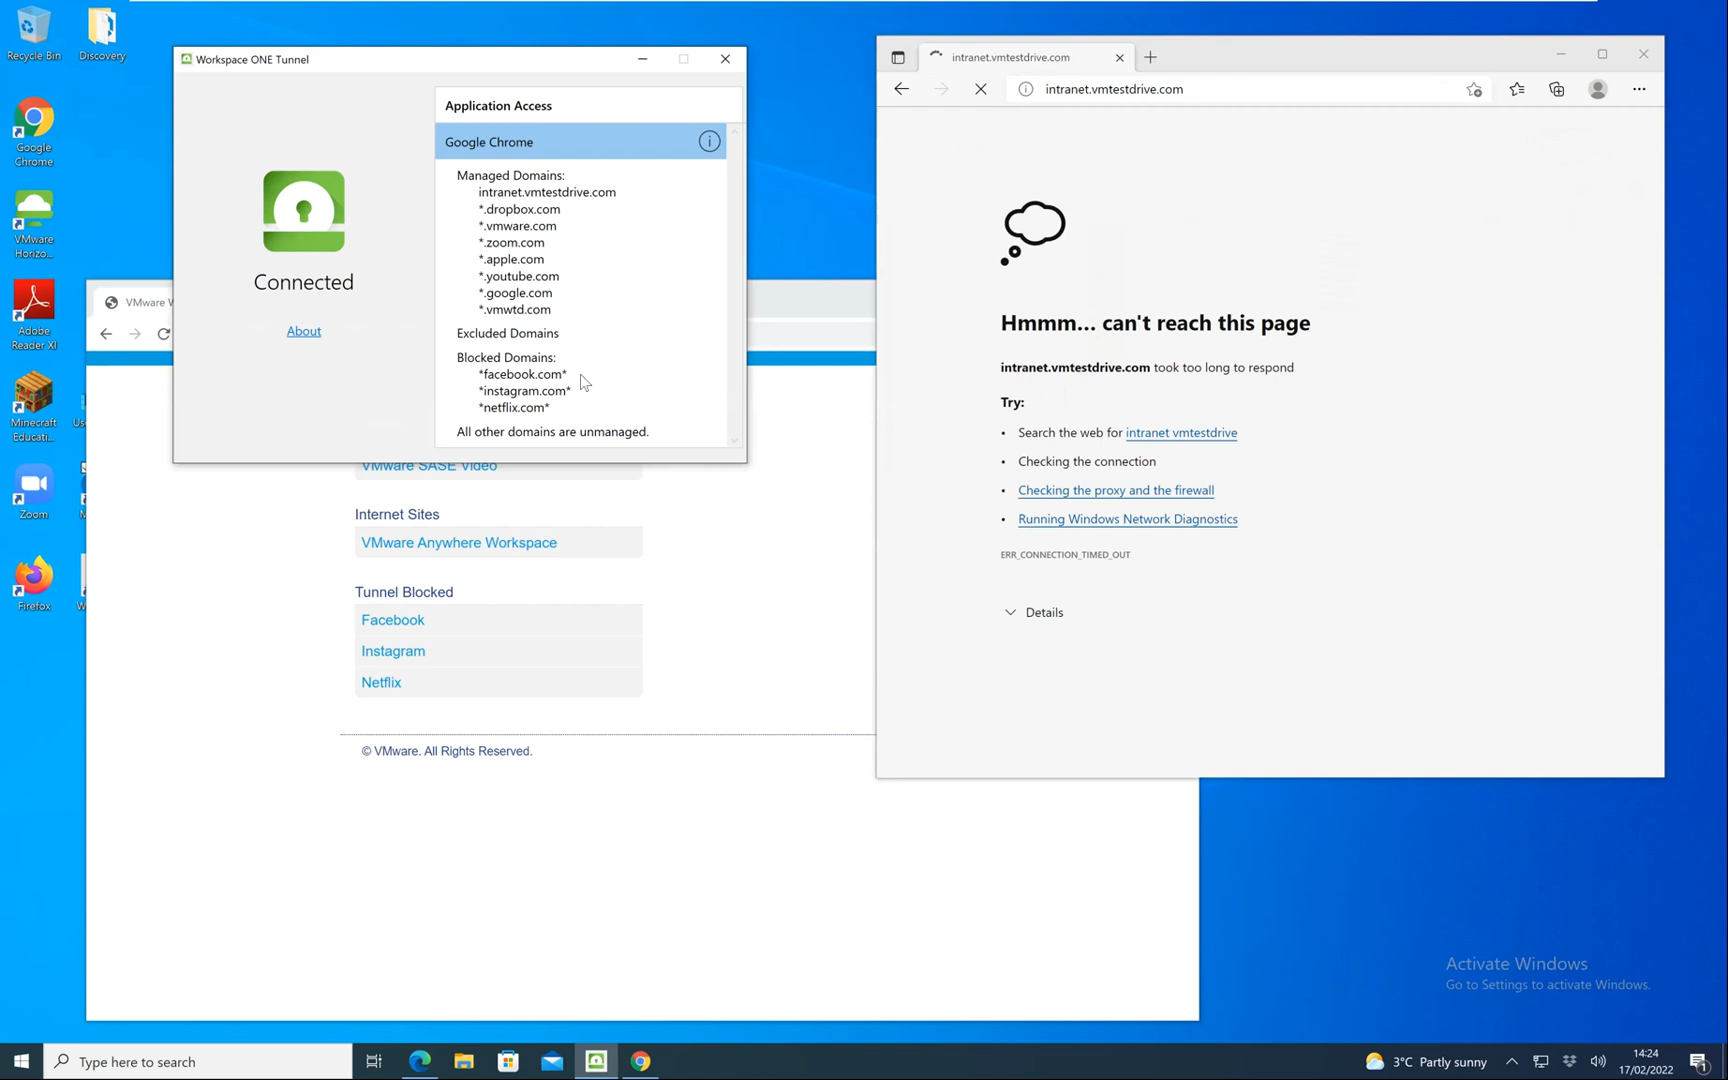 Recycle Bin
Discovery
Google
Chrome
VMware
Horizo...
Adobe
Reader XI
Minecraft
Educati...
Zoom
Firefox
Workspace ONE Tunnel
Connected
About
Application Access
Google Chrome
Managed Domains:
intranet.vmtestdrive.com
*.dropbox.com
*.vmware.com
*.zoom.com
*.apple.com
*.youtube.com
*.google.com
*.vmwtd.com
Excluded Domains
Blocked Domains:
*facebook.com*
*instagram.com*
*netflix.com*
All other domains are unmanaged.
VMware W
VMware SASE Video
Internet Sites
VMware Anywhere Workspace
Tunnel Blocked
Facebook
Instagram
Netflix
© VMware. All Rights Reserved.
intranet.vmtestdrive.com
intranet.vmtestdrive.com
Hmmm... can't reach this page
intranet.vmtestdrive.com took too long to respond
Try:
• Search the web for intranet vmtestdrive
• Checking the connection
• Checking the proxy and the firewall
• Running Windows Network Diagnostics
ERR_CONNECTION_TIMED_OUT
Details
Activate Windows
Go to Settings to activate Windows.
Type here to search
3°C Partly sunny
14:24
17/02/2022
1